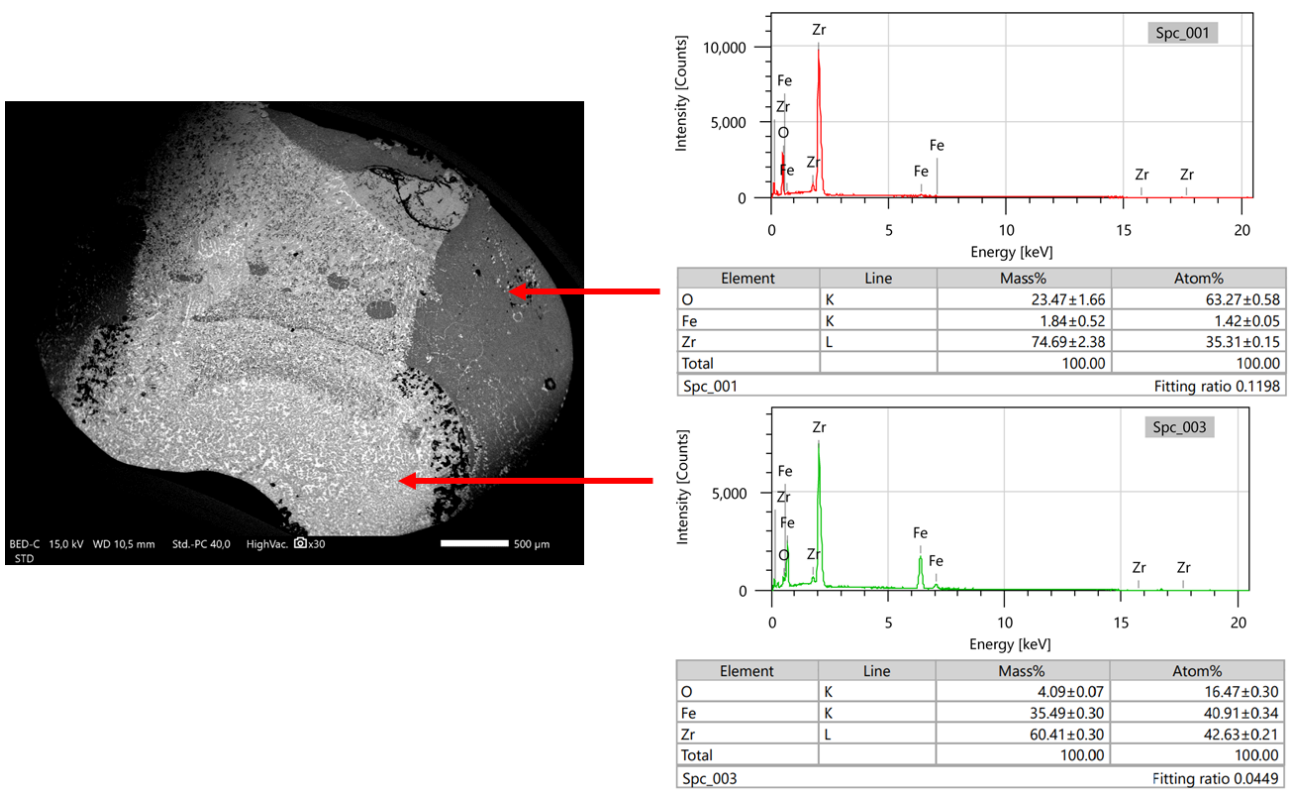 BED-C 15,0 kV WD 10,5 mm Std.-PC 40,0 HighVac. x30 500 µm
STD
Spc_001
Intensity [Counts]
10,000
5,000
0
Zr
Fe
Zr
O
Fe
Zr
Fe
Fe
Zr
Zr
0 5 10 15 20
Energy [keV]
Element Line Mass% Atom%
O K 23.47±1.66 63.27±0.58
Fe K 1.84±0.52 1.42±0.05
Zr L 74.69±2.38 35.31±0.15
Total 100.00 100.00
Spc_001 Fitting ratio 0.1198
Spc_003
Intensity [Counts]
5,000
0
Zr
Fe
Zr
Fe
O
Zr
Fe
Fe
Zr
Zr
0 5 10 15 20
Energy [keV]
Element Line Mass% Atom%
O K 4.09±0.07 16.47±0.30
Fe K 35.49±0.30 40.91±0.34
Zr L 60.41±0.30 42.63±0.21
Total 100.00 100.00
Spc_003 Fitting ratio 0.0449